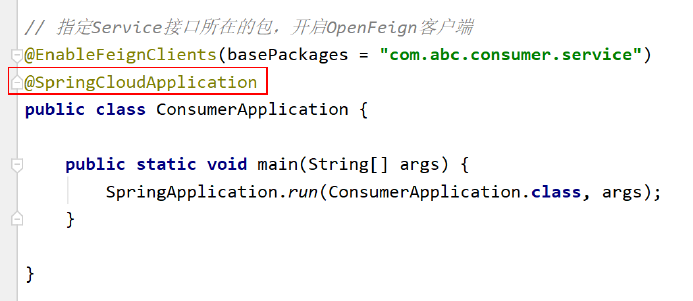 // 指定Service接口所在的包，开启OpenFeign客户端
@EnableFeignClients(basePackages = "com.abc.consumer.service")
@SpringCloudApplication
public class ConsumerApplication {
public static void main(String[] args) {
SpringApplication.run(ConsumerApplication.class, args);
}
}